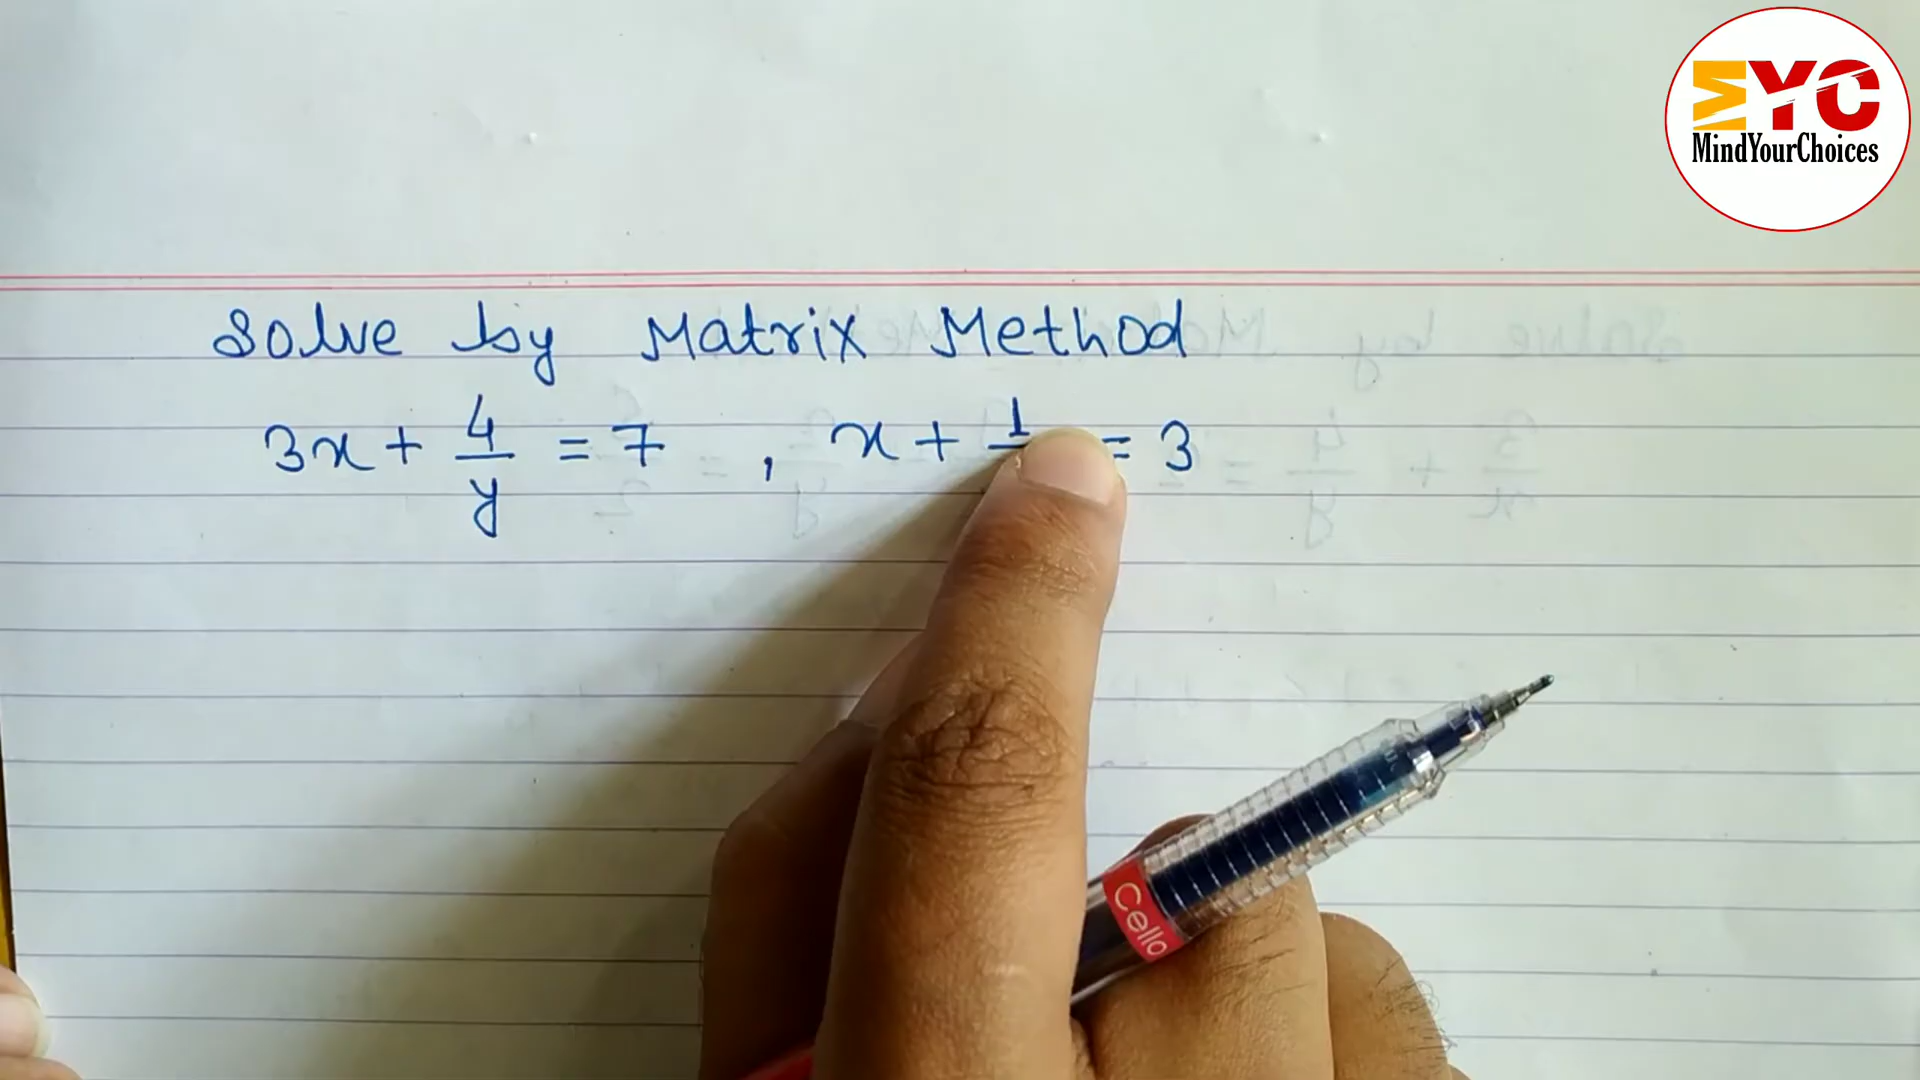 MYC
MindYourChoices
Solve by Matrix Method
3x + 4/y = 7 , x + 1/ = 3
Cello